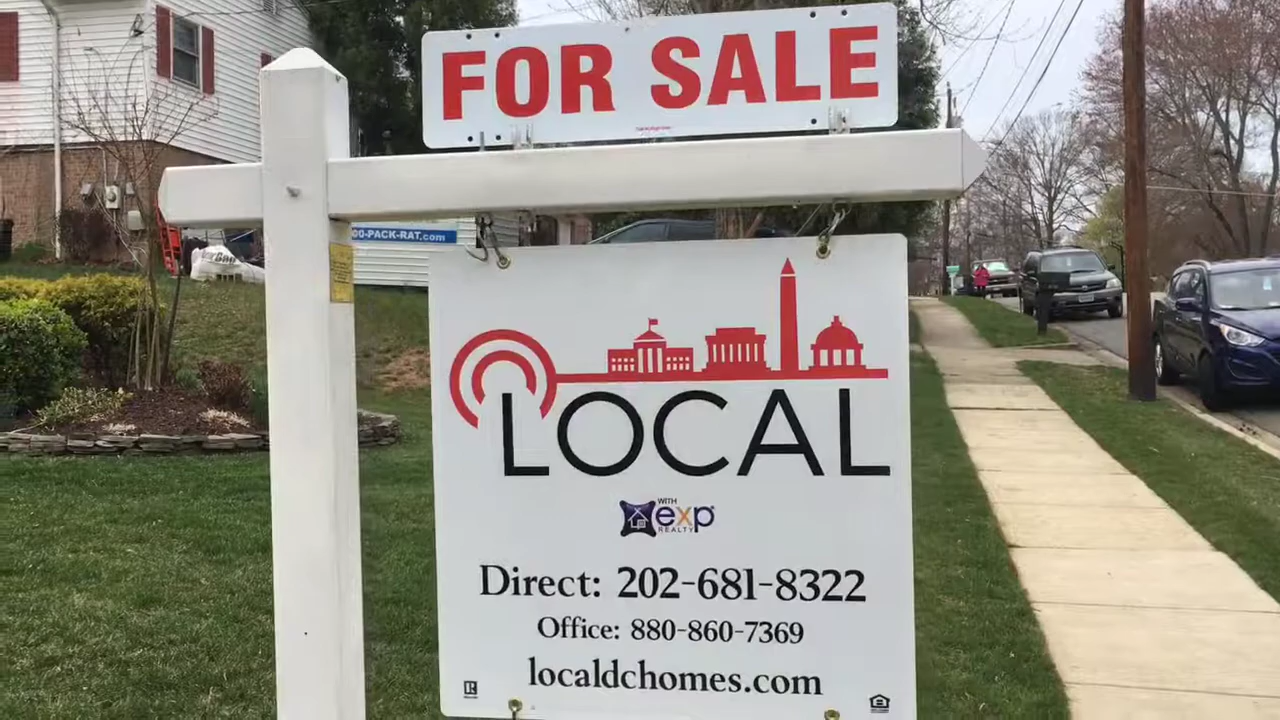 FOR SALE
00-PACK-RAT.com
LOCAL
WITH
exp
REALTY
Direct: 202-681-8322
Office: 880-860-7369
localdchomes.com